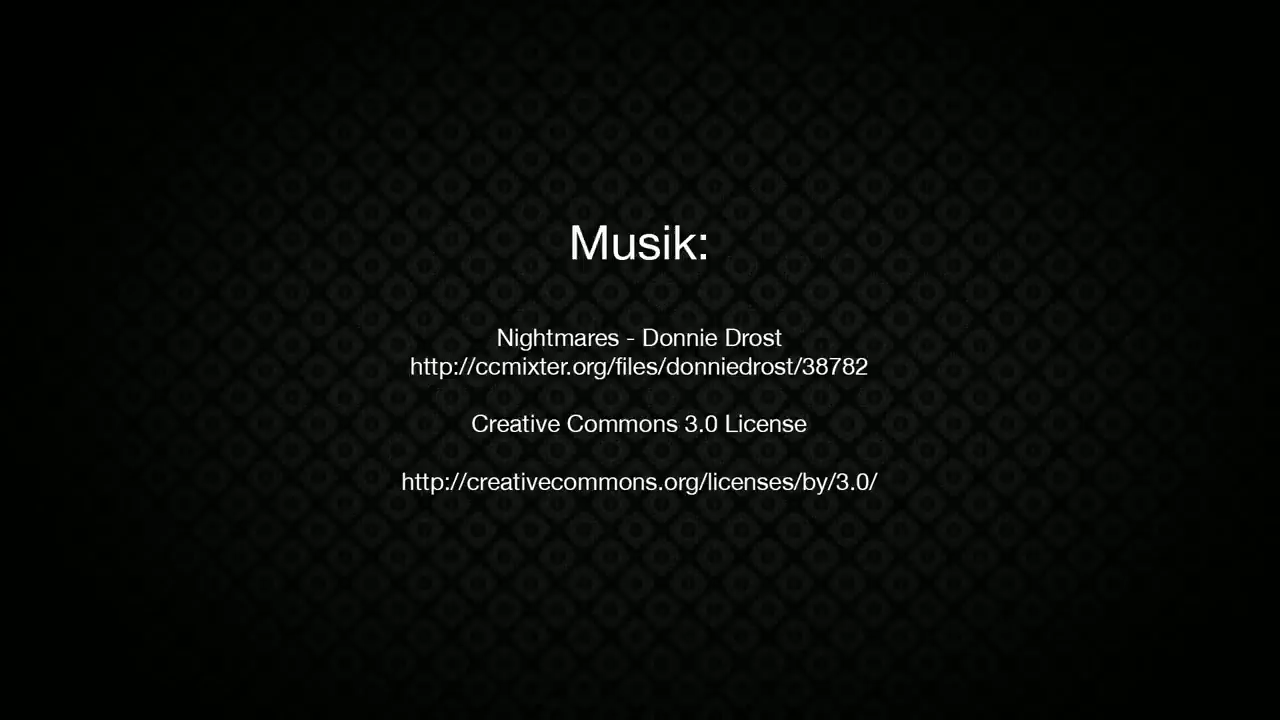 Musik:
Nightmares - Donnie Drost
http://ccmixter.org/files/donniedrost/38782
Creative Commons 3.0 License
http://creativecommons.org/licenses/by/3.0/